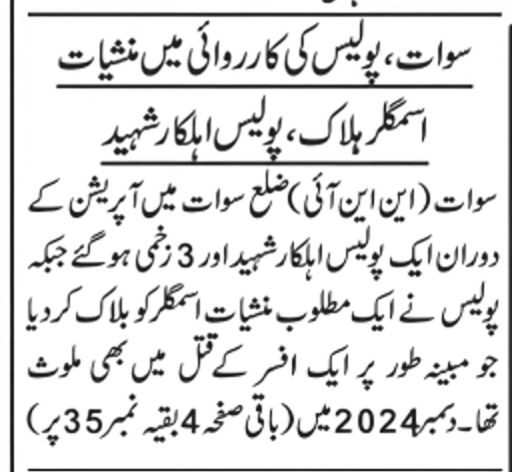 سوات، پولیس کی کارروائی میں منشیات
اسمگلر ہلاک، پولیس اہلکار شہید
سوات (این این آئی) ضلع سوات میں آپریشن کے
دوران ایک پولیس اہلکار شہید اور 3 زخمی ہوگئے جبکہ
پولیس نے ایک مطلوب منشیات اسمگلر کو ہلاک کر دیا
جو مبینہ طور پر ایک افسر کے قتل میں بھی ملوث
تھا۔ دسمبر 2024 میں (باقی صفحہ 4 بقیہ نمبر 35 پر)